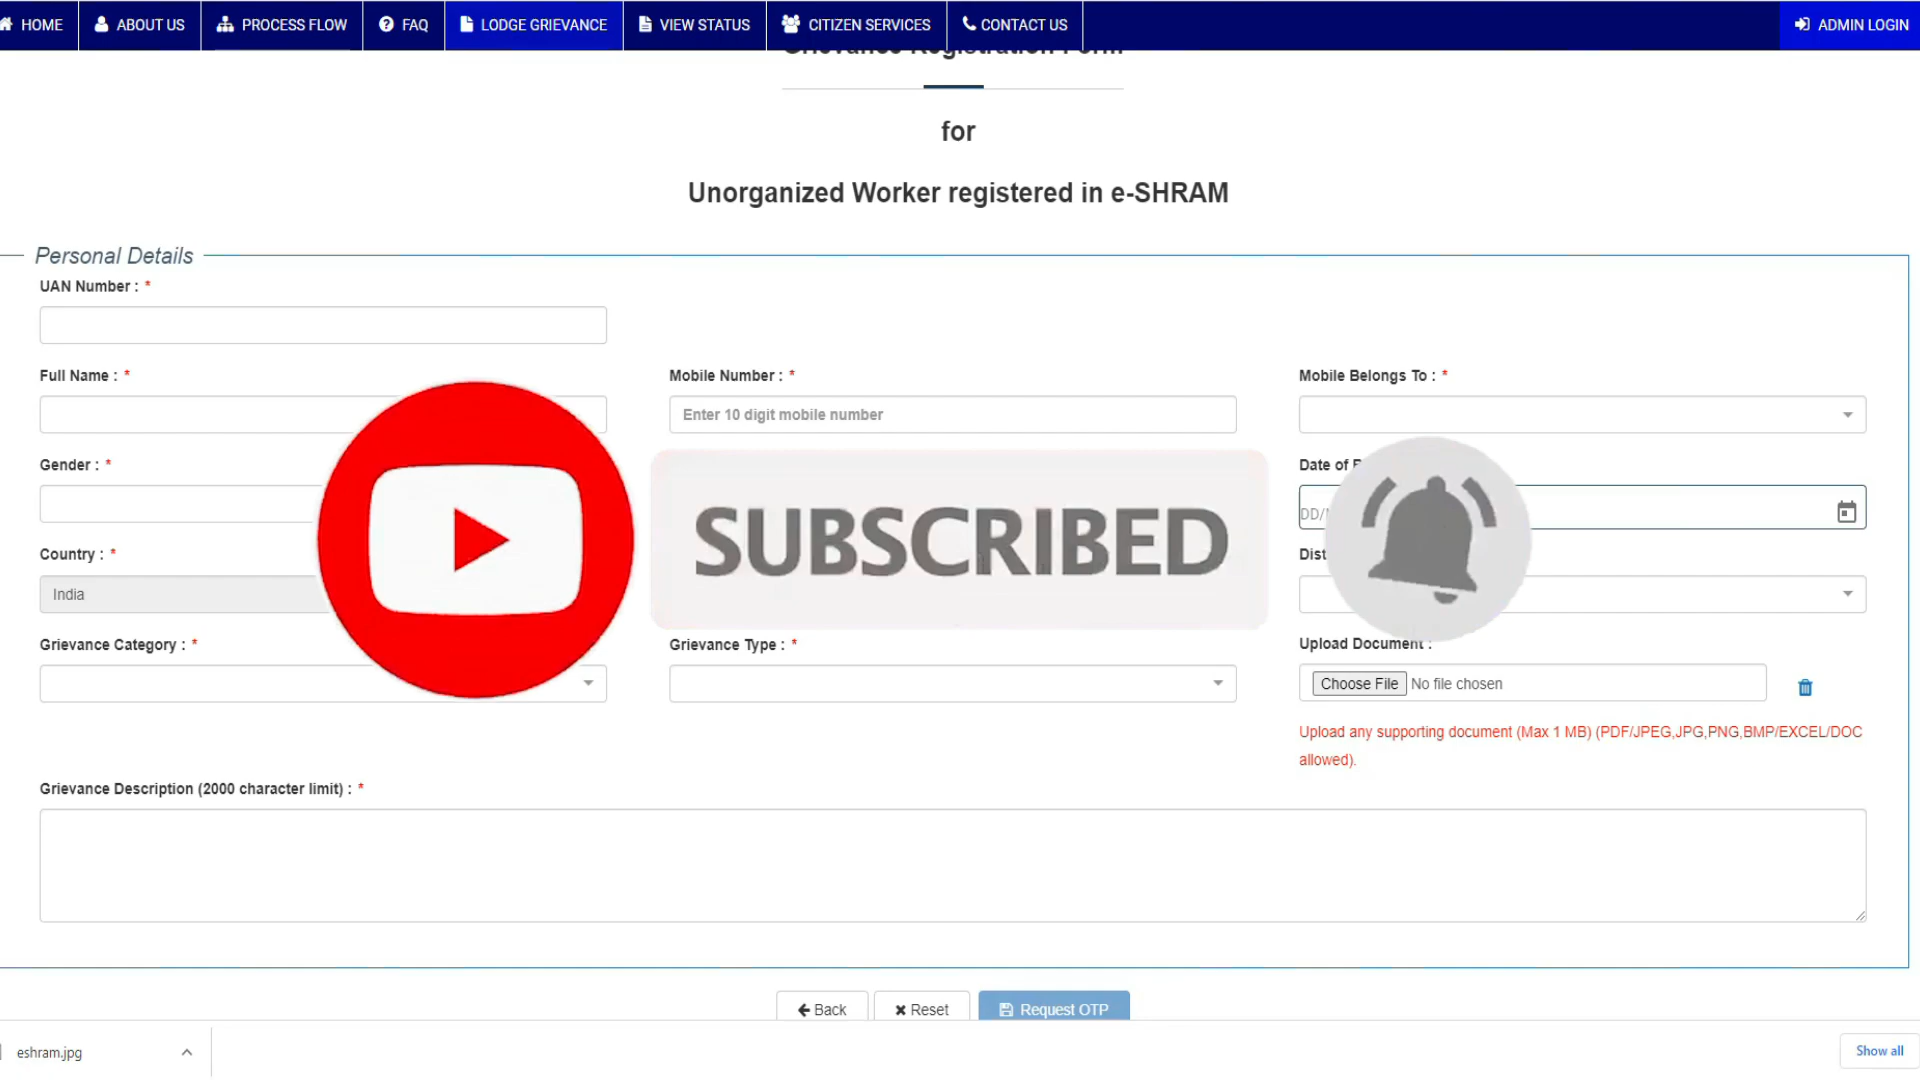 HOME ABOUT US PROCESS FLOW FAQ LODGE GRIEVANCE VIEW STATUS CITIZEN SERVICES CONTACT US ADMIN LOGIN
Grievance Registration Form
for
Unorganized Worker registered in e-SHRAM
Personal Details
UAN Number : *
Full Name : * Mobile Number : * Mobile Belongs To : *
Enter 10 digit mobile number
Gender : * Date of
SUBSCRIBED
DD/
Country : * Dist
India
Grievance Category : * Grievance Type : * Upload Document :
Choose File No file chosen
Upload any supporting document (Max 1 MB) (PDF/JPEG,JPG,PNG,BMP/EXCEL/DOC
allowed).
Grievance Description (2000 character limit) : *
Back Reset Request OTP
eshram.jpg Show all